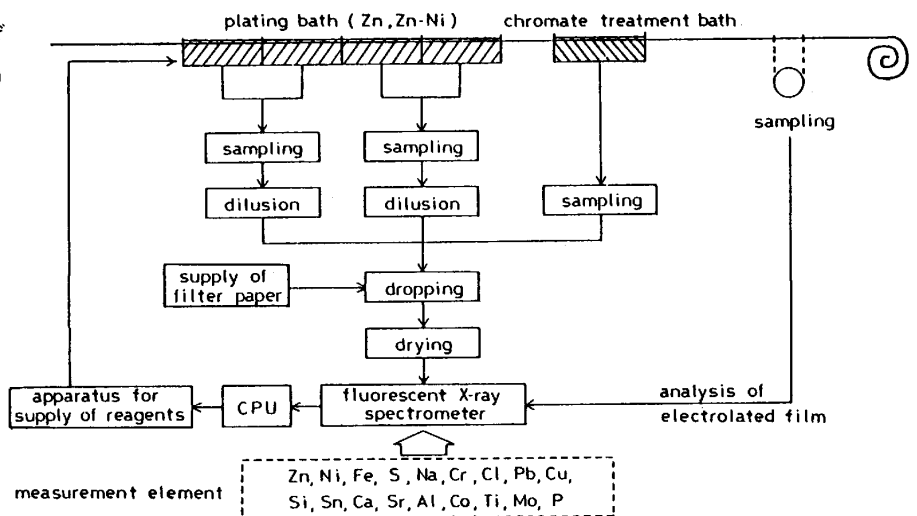 plating bath (Zn, Zn-Ni) chromate treatment bath
sampling
sampling sampling
dilusion dilusion sampling
supply of
filter paper
dropping
drying
apparatus for
supply of reagents
CPU
fluorescent X-ray
spectrometer
analysis of
electrolated film
measurement element
Zn, Ni, Fe, S, Na, Cr, Cl, Pb, Cu,
Si, Sn, Ca, Sr, Al, Co, Ti, Mo, P